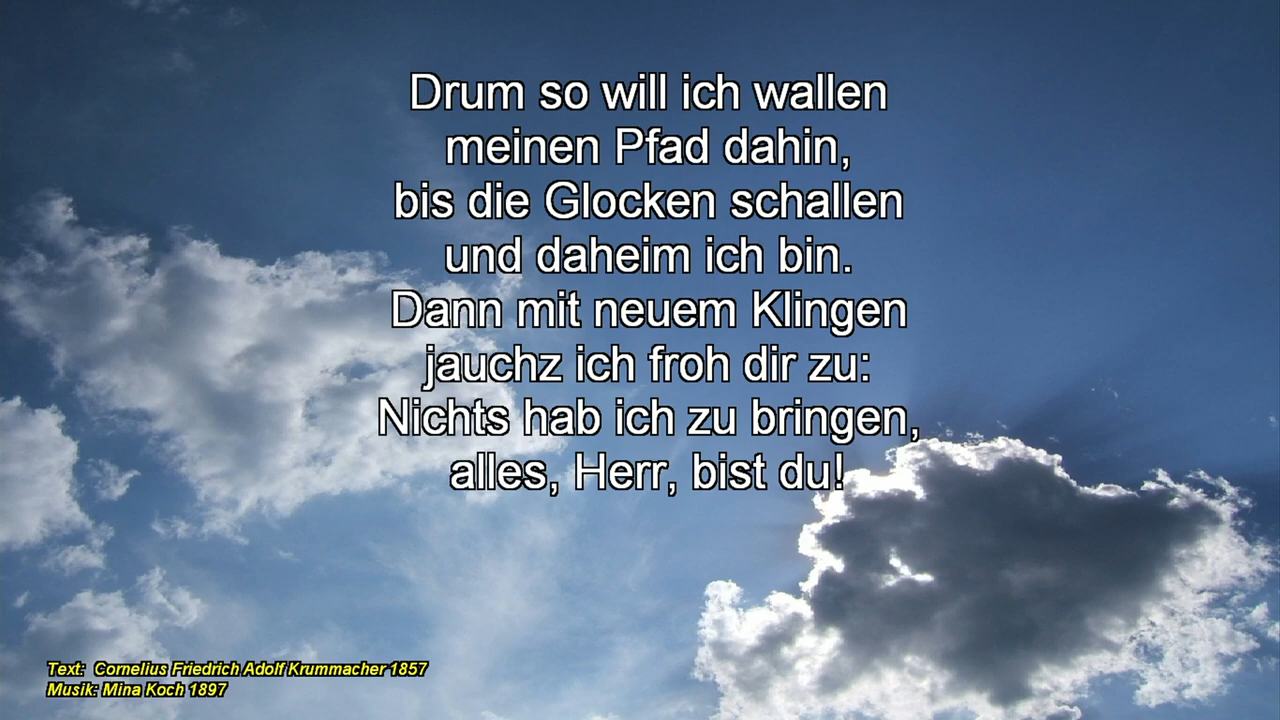 Drum so will ich wallen
meinen Pfad dahin,
bis die Glocken schallen
und daheim ich bin.
Dann mit neuem Klingen
jauchz ich froh dir zu:
Nichts hab ich zu bringen,
alles, Herr, bist du!
Text:  Cornelius Friedrich Adolf Krummacher 1857
Musik: Mina Koch 1897